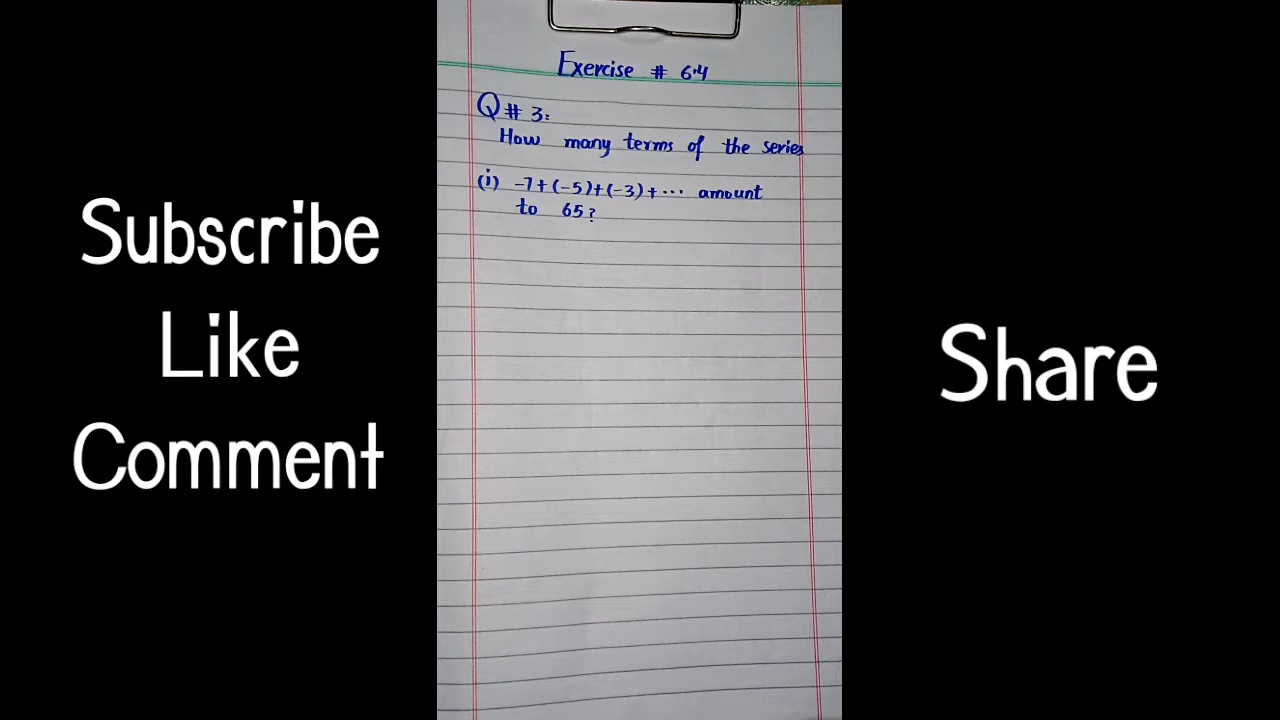 Subscribe
Like
Comment
Exercise # 6.4
Q# 3:
How many terms of the series
(i) -7+(-5)+(-3)+... amount
to 65?
Share